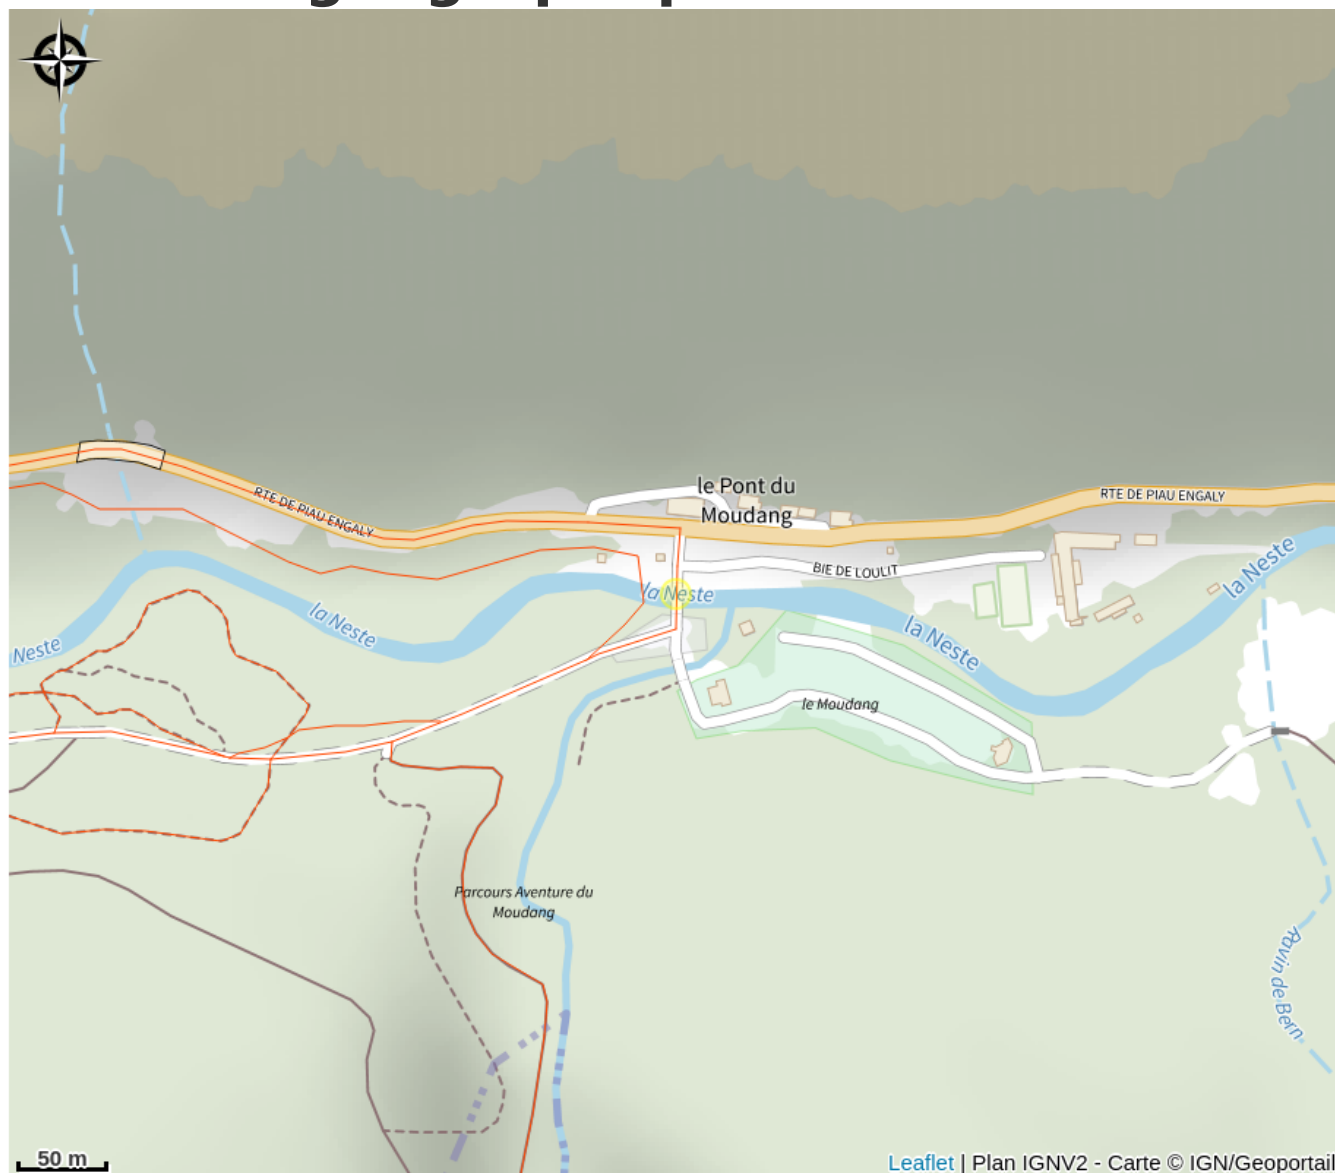 le Pont du
Moudang
RTE DE PIAU ENGALY
RTE DE PIAU ENGALY
BIE DE LOULIT
la Neste
la Neste
la Neste
la Neste
Neste
le Moudang
Parcours Aventure du
Moudang
Ravin de Bern
50 m
Leaflet | Plan IGNV2 - Carte © IGN/Geoportail